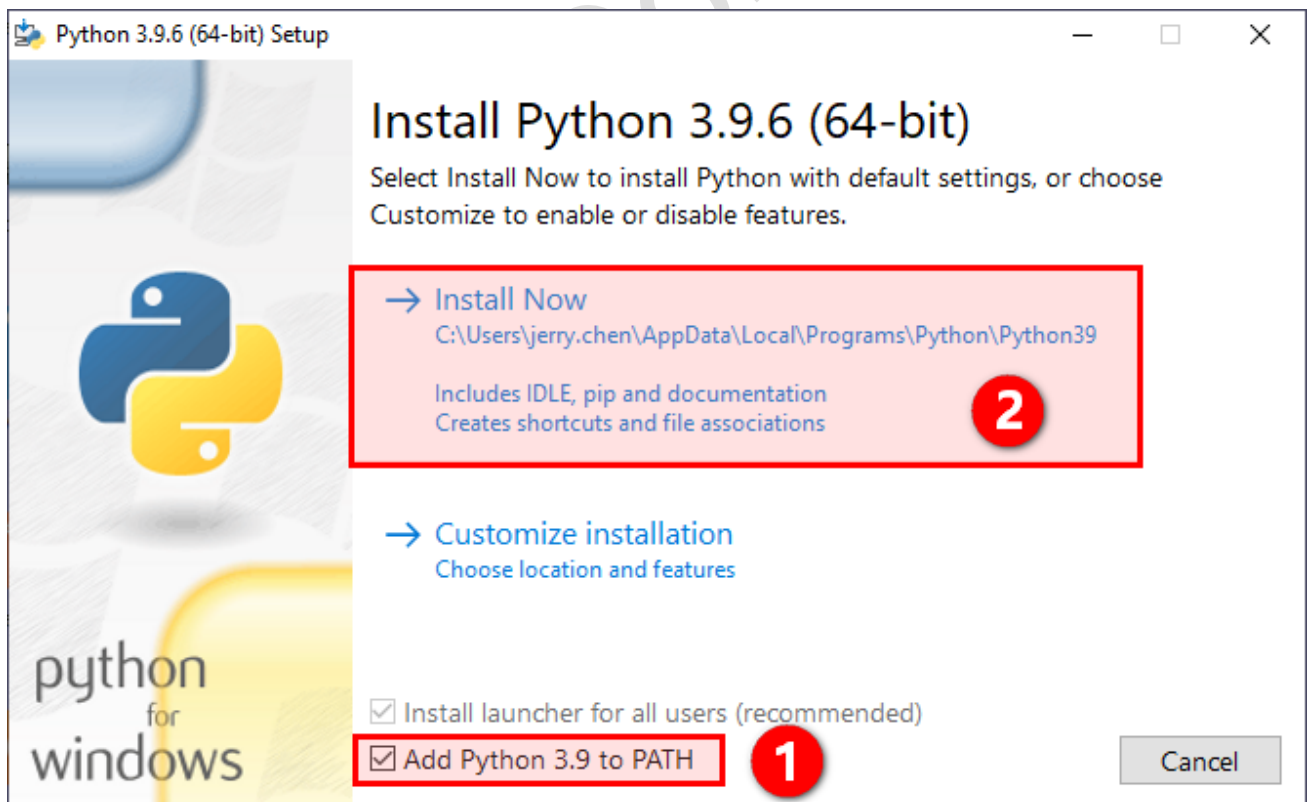 Python 3.9.6 (64-bit) Setup
Install Python 3.9.6 (64-bit)
Select Install Now to install Python with default settings, or choose
Customize to enable or disable features.
Install Now
C:\Users\jerry.chen\AppData\Local\Programs\Python\Python39
Includes IDLE, pip and documentation
Creates shortcuts and file associations
2
Customize installation
Choose location and features
python
for
windows
Install launcher for all users (recommended)
Add Python 3.9 to PATH
1
Cancel